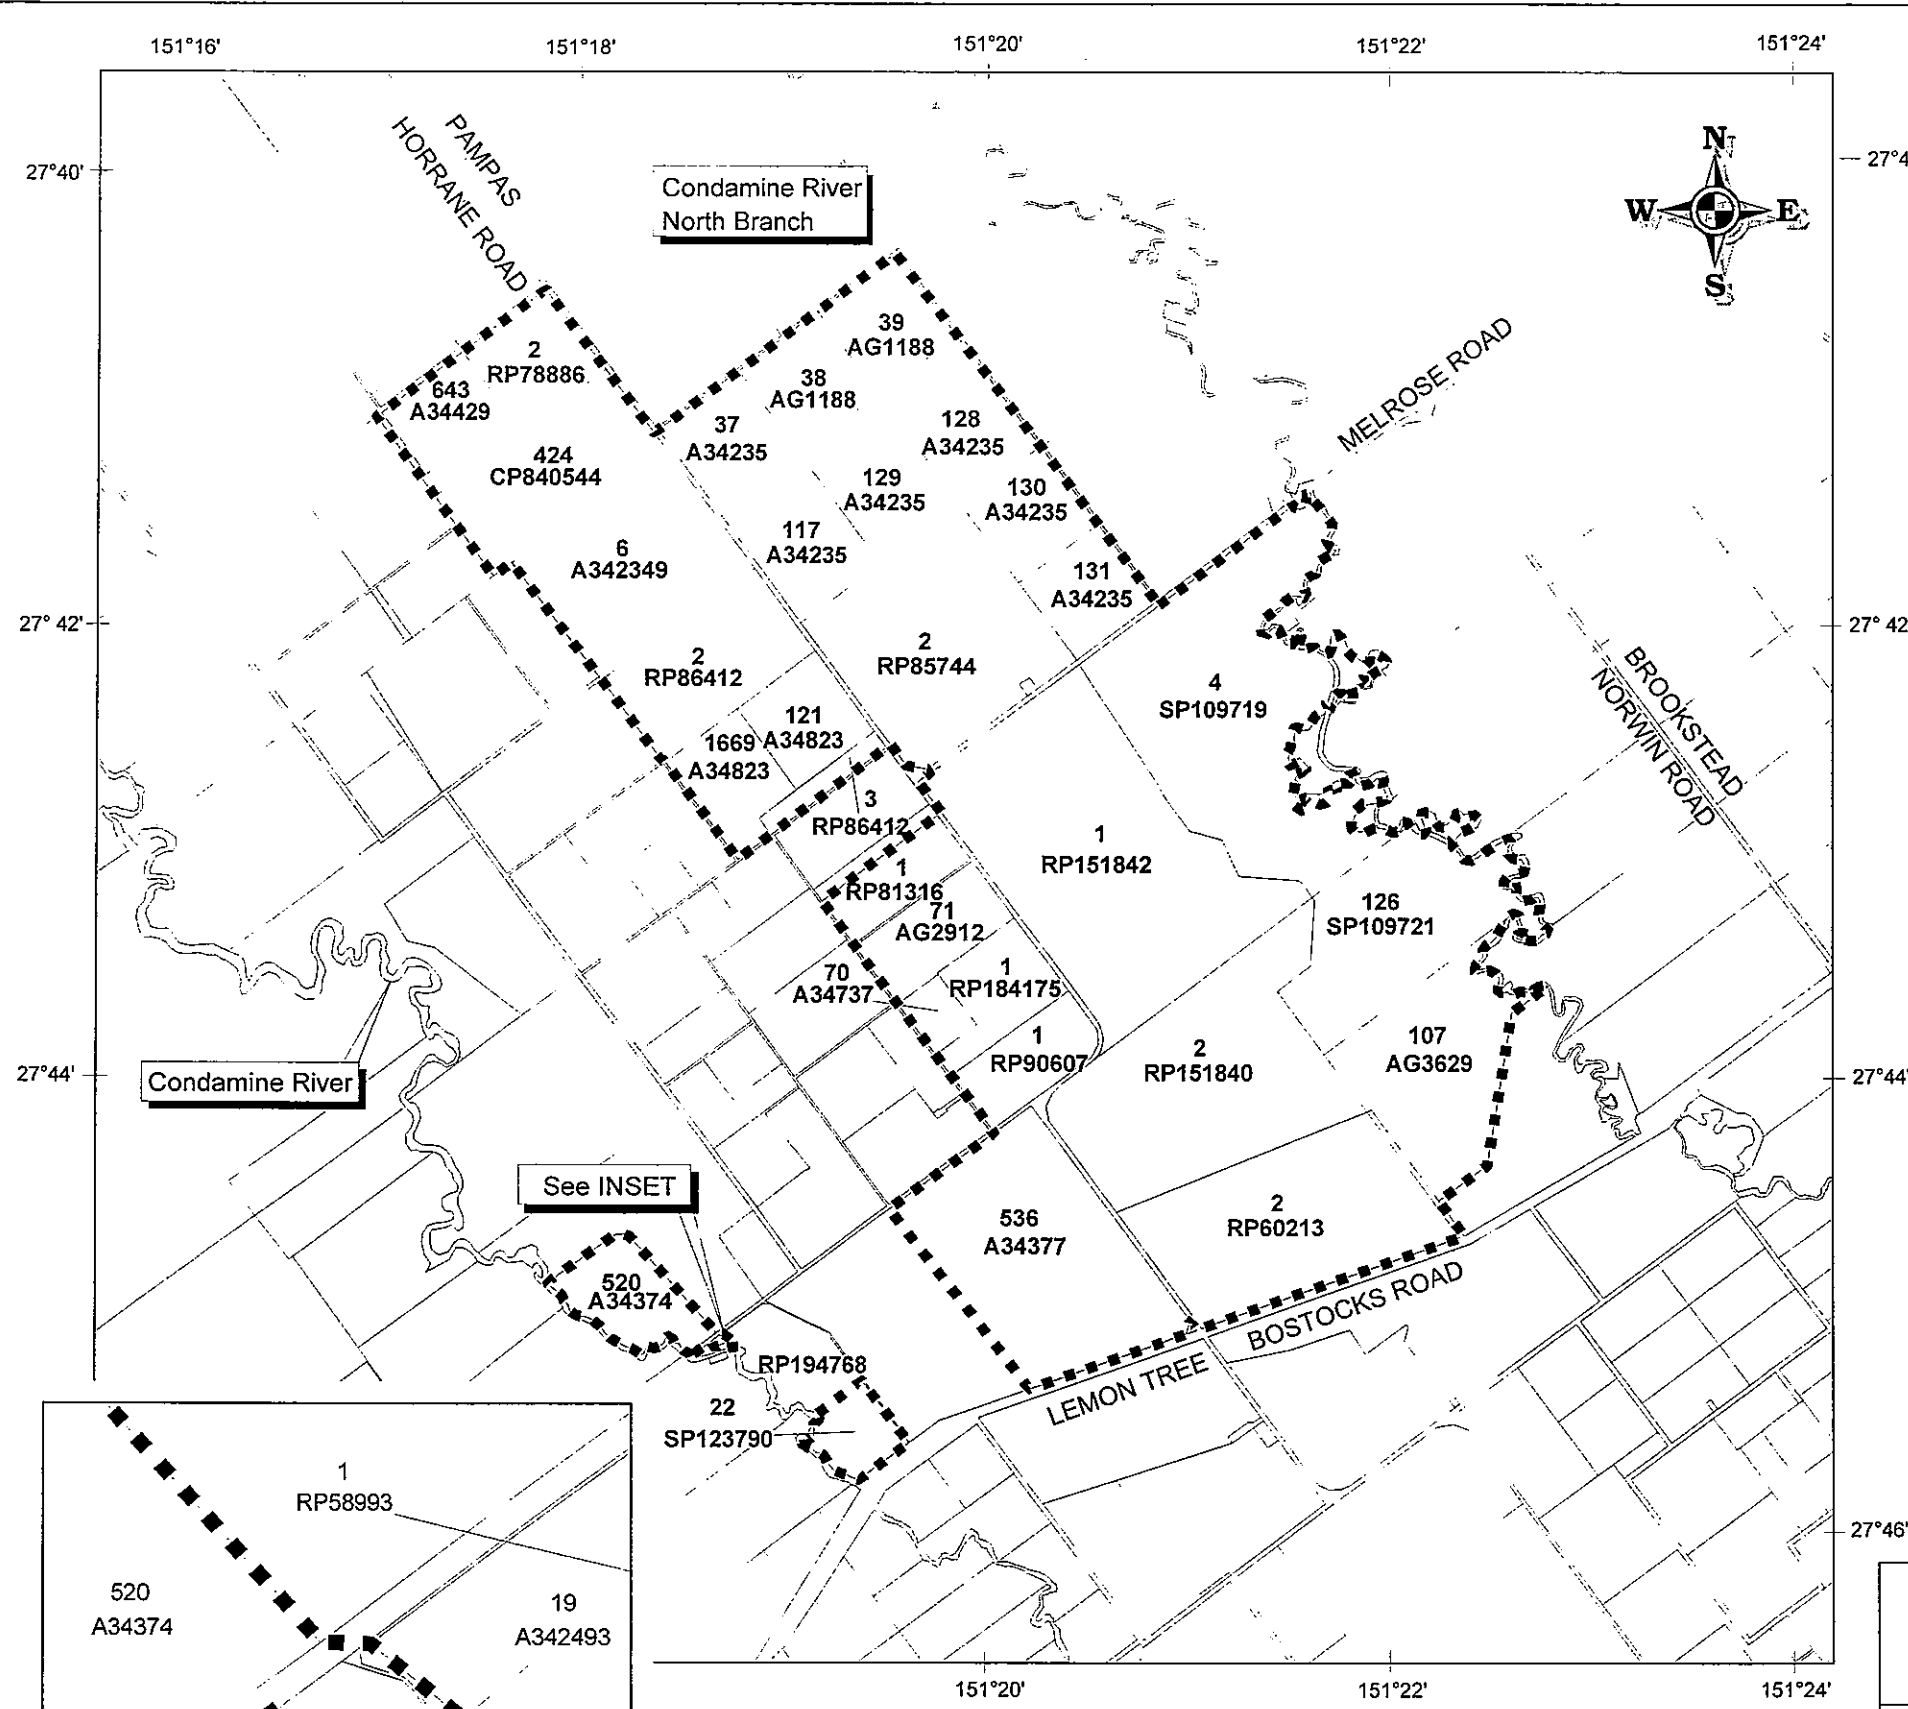 151°16'
151°18'
151°20'
151°22'
151°24'
27°40'
PAMPAS
HORRANE ROAD
Condamine River
North Branch
N
W
E
S
39
AG1188
2
RP78886
38
AG1188
643
A34429
MELROSE ROAD
37
A34235
128
A34235
424
CP840544
129
A34235
130
A34235
117
A34235
6
A342349
131
A34235
27° 42'
27° 42
2
RP86412
2
RP85744
4
SP109719
BROOKSTEAD
NORWIN ROAD
121
A34823
1669
A34823
3
RP86412
1
RP151842
1
RP81316
126
SP109721
71
AG2912
70
A34737
1
RP184175
1
RP90607
2
RP151840
107
AG3629
27°44'
27°44'
Condamine River
See INSET
536
A34377
2
RP60213
520
A34374
BOSTOCKS ROAD
LEMON TREE
RP194768
22
SP123790
1
RP58993
27°46'
520
A34374
19
A342493
151°20'
151°22'
151°24'